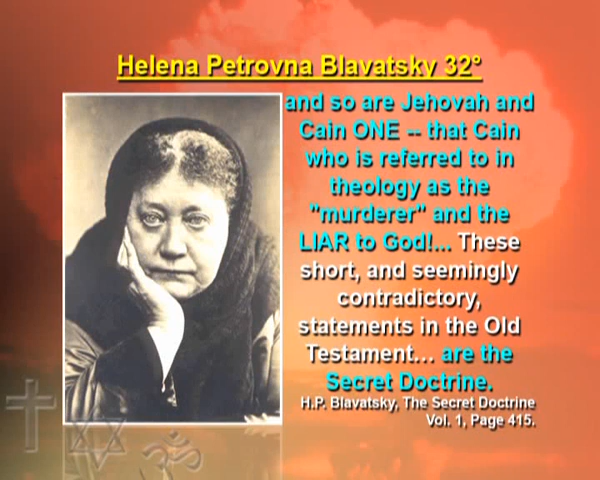 Helena Petrovna Blavatsky 32°
and so are Jehovah and
Cain ONE -- that Cain
who is referred to in
theology as the
"murderer" and the
LIAR to God!... These
short, and seemingly
contradictory,
statements in the Old
Testament... are the
Secret Doctrine.
H.P. Blavatsky, The Secret Doctrine
Vol. 1, Page 415.
ॐ